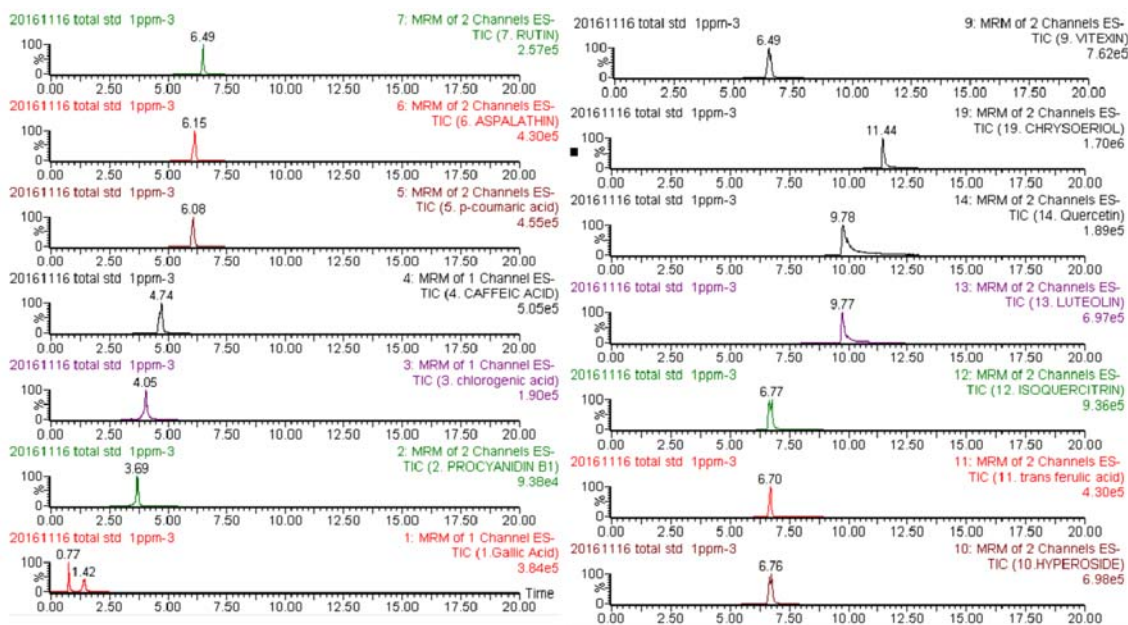 20161116 total std 1ppm-3
7: MRM of 2 Channels ES-
TIC (7. RUTIN)
2.57e5
6.49
100
%
0
0.00 2.50 5.00 7.50 10.00 12.50 15.00 17.50 20.00
20161116 total std 1ppm-3
6: MRM of 2 Channels ES-
TIC (6. ASPALATHIN)
4.30e5
6.15
100
%
0
0.00 2.50 5.00 7.50 10.00 12.50 15.00 17.50 20.00
20161116 total std 1ppm-3
5: MRM of 2 Channels ES-
TIC (5. p-coumaric acid)
4.55e5
6.08
100
%
0
0.00 2.50 5.00 7.50 10.00 12.50 15.00 17.50 20.00
20161116 total std 1ppm-3
4: MRM of 1 Channel ES-
TIC (4. CAFFEIC ACID)
5.05e5
4.74
100
%
0
0.00 2.50 5.00 7.50 10.00 12.50 15.00 17.50 20.00
20161116 total std 1ppm-3
3: MRM of 1 Channel ES-
TIC (3. chlorogenic acid)
1.90e5
4.05
100
%
0
0.00 2.50 5.00 7.50 10.00 12.50 15.00 17.50 20.00
20161116 total std 1ppm-3
2: MRM of 2 Channels ES-
TIC (2. PROCYANIDIN B1)
9.38e4
3.69
100
%
0
0.00 2.50 5.00 7.50 10.00 12.50 15.00 17.50 20.00
20161116 total std 1ppm-3
1: MRM of 1 Channel ES-
TIC (1.Gallic Acid)
3.84e5
0.77
1.42
100
%
0
Time
0.00 2.50 5.00 7.50 10.00 12.50 15.00 17.50 20.00
20161116 total std 1ppm-3
9: MRM of 2 Channels ES-
TIC (9. VITEXIN)
7.62e5
6.49
100
%
0
0.00 2.50 5.00 7.50 10.00 12.50 15.00 17.50 20.00
20161116 total std 1ppm-3
19: MRM of 2 Channels ES-
TIC (19. CHRYSOERIOL)
1.70e6
11.44
100
%
0
0.00 2.50 5.00 7.50 10.00 12.50 15.00 17.50 20.00
20161116 total std 1ppm-3
14: MRM of 2 Channels ES-
TIC (14. Quercetin)
1.89e5
9.78
100
%
0
0.00 2.50 5.00 7.50 10.00 12.50 15.00 17.50 20.00
20161116 total std 1ppm-3
13: MRM of 2 Channels ES-
TIC (13. LUTEOLIN)
6.97e5
9.77
100
%
0
0.00 2.50 5.00 7.50 10.00 12.50 15.00 17.50 20.00
20161116 total std 1ppm-3
12: MRM of 2 Channels ES-
TIC (12. ISOQUERCITRIN)
9.36e5
6.77
100
%
0
0.00 2.50 5.00 7.50 10.00 12.50 15.00 17.50 20.00
20161116 total std 1ppm-3
11: MRM of 2 Channels ES-
TIC (11. trans ferulic acid)
4.30e5
6.70
100
%
0
0.00 2.50 5.00 7.50 10.00 12.50 15.00 17.50 20.00
20161116 total std 1ppm-3
10: MRM of 2 Channels ES-
TIC (10.HYPEROSIDE)
6.98e5
6.76
100
%
0
0.00 2.50 5.00 7.50 10.00 12.50 15.00 17.50 20.00